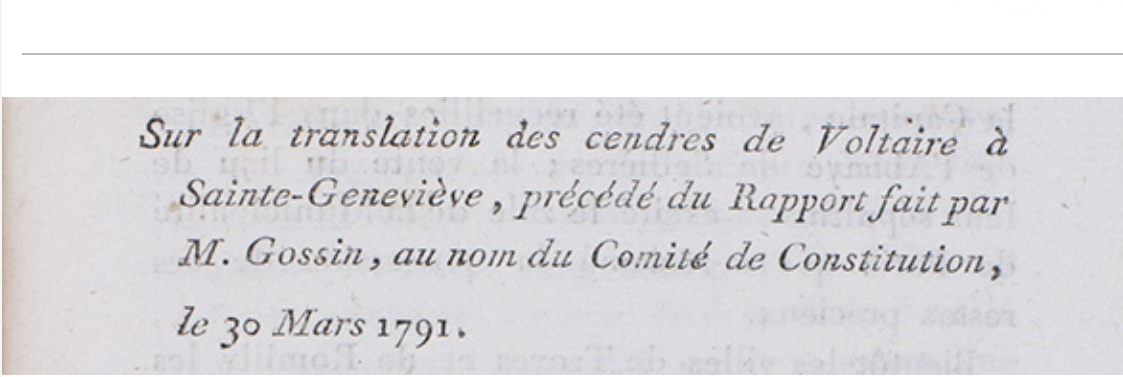 Sur la translation des cendres de Voltaire à
Sainte-Geneviève, précédé du Rapport fait par
M. Gossin, au nom du Comité de Constitution,
le 30 Mars 1791.